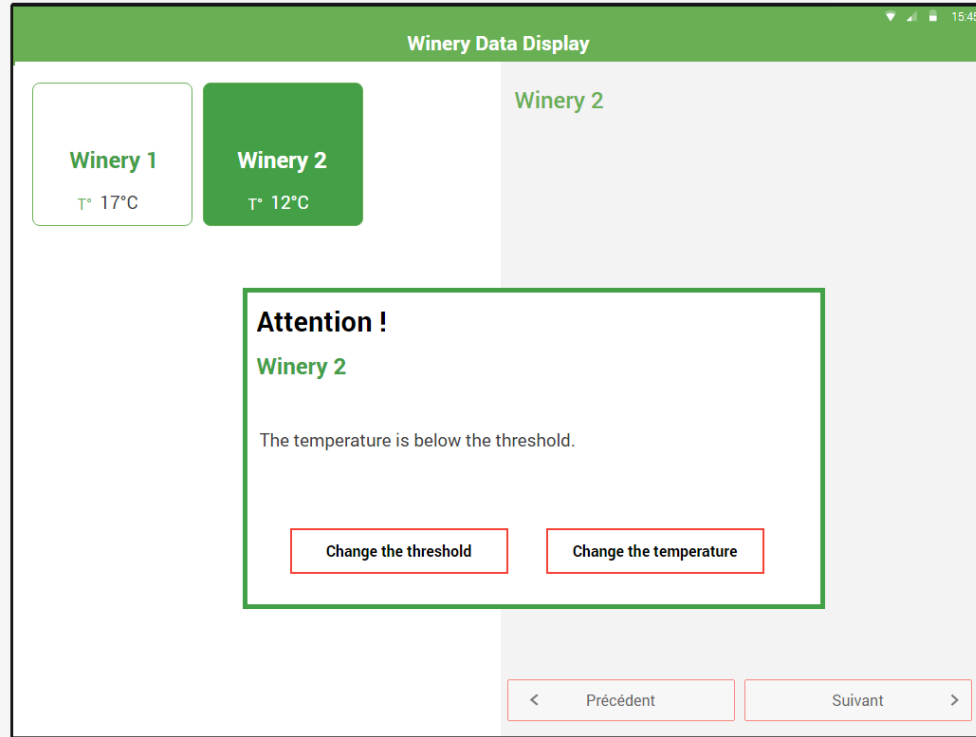 15:45
Winery Data Display
Winery 1
T° 17°C
Winery 2
T° 12°C
Winery 2
Attention !
Winery 2
The temperature is below the threshold.
Change the threshold
Change the temperature
< Précédent
Suivant >